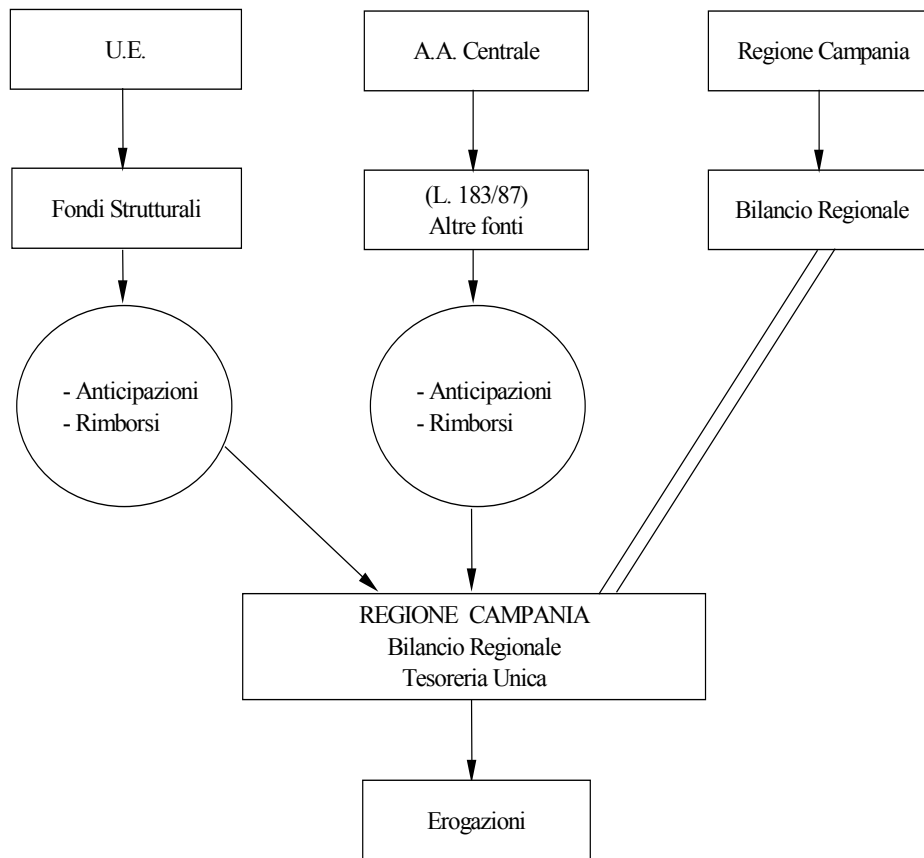 U.E.
A.A. Centrale
Regione Campania
Fondi Strutturali
(L. 183/87)
Altre fonti
Bilancio Regionale
- Anticipazioni
- Rimborsi
- Anticipazioni
- Rimborsi
REGIONE CAMPANIA
Bilancio Regionale
Tesoreria Unica
Erogazioni